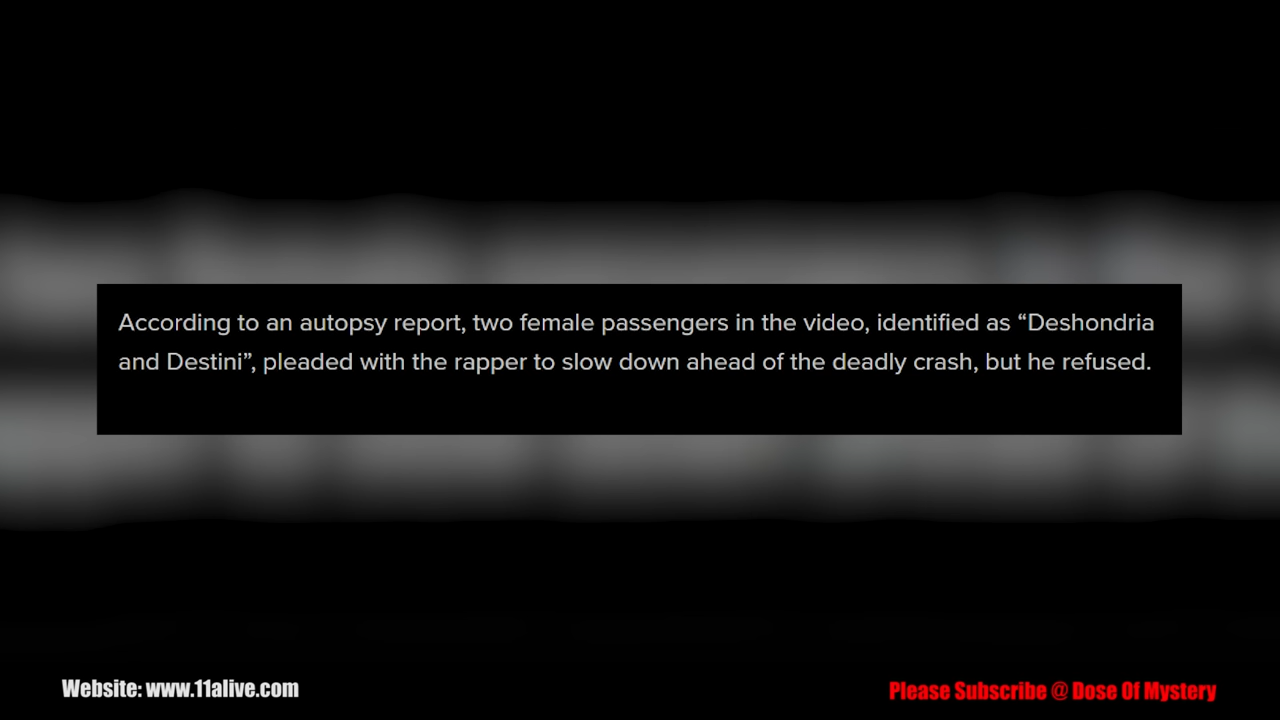 According to an autopsy report, two female passengers in the video, identified as “Deshondria
and Destini”, pleaded with the rapper to slow down ahead of the deadly crash, but he refused.
Website: www.11alive.com
Please Subscribe @ Dose Of Mystery